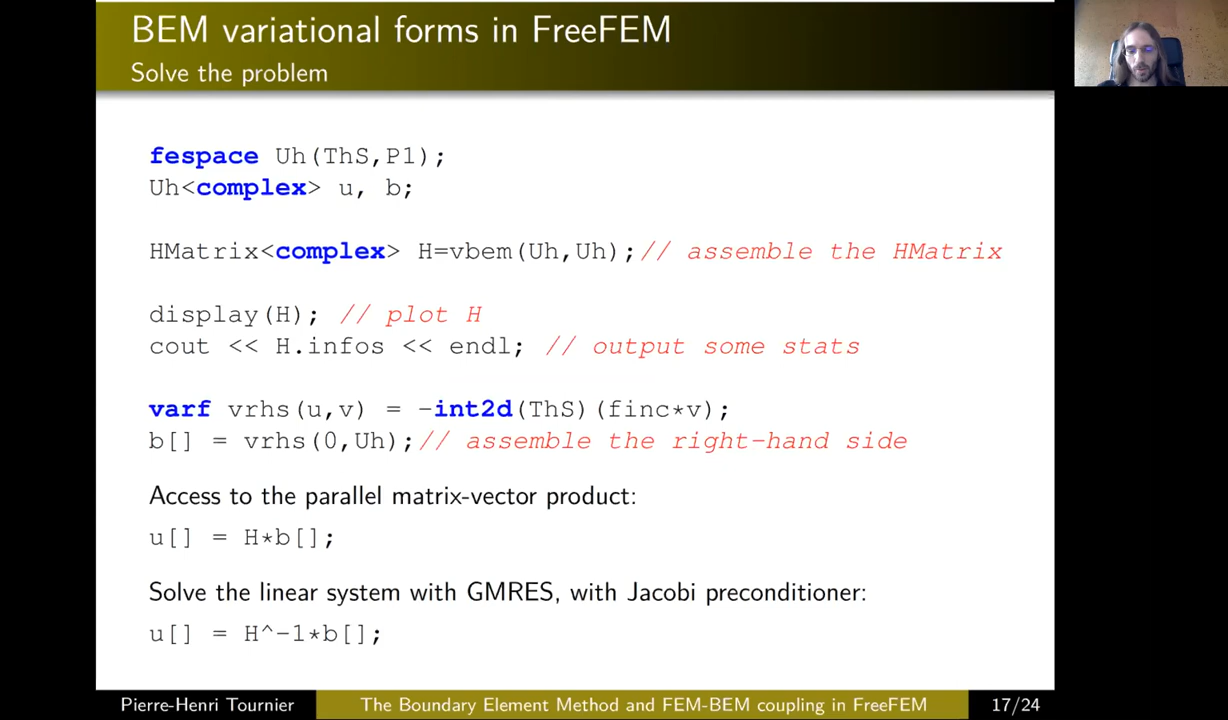 BEM variational forms in FreeFEM
Solve the problem
fespace Uh(ThS,P1);
Uh<complex> u, b;
HMatrix<complex> H=vbem(Uh,Uh);// assemble the HMatrix
display(H); // plot H
cout << H.infos << endl; // output some stats
varf vrhs(u,v) = -int2d(ThS)(finc*v);
b[] = vrhs(0,Uh);// assemble the right-hand side
Access to the parallel matrix-vector product:
u[] = H*b[];
Solve the linear system with GMRES, with Jacobi preconditioner:
u[] = H^-1*b[];
Pierre-Henri Tournier The Boundary Element Method and FEM-BEM coupling in FreeFEM 17/24